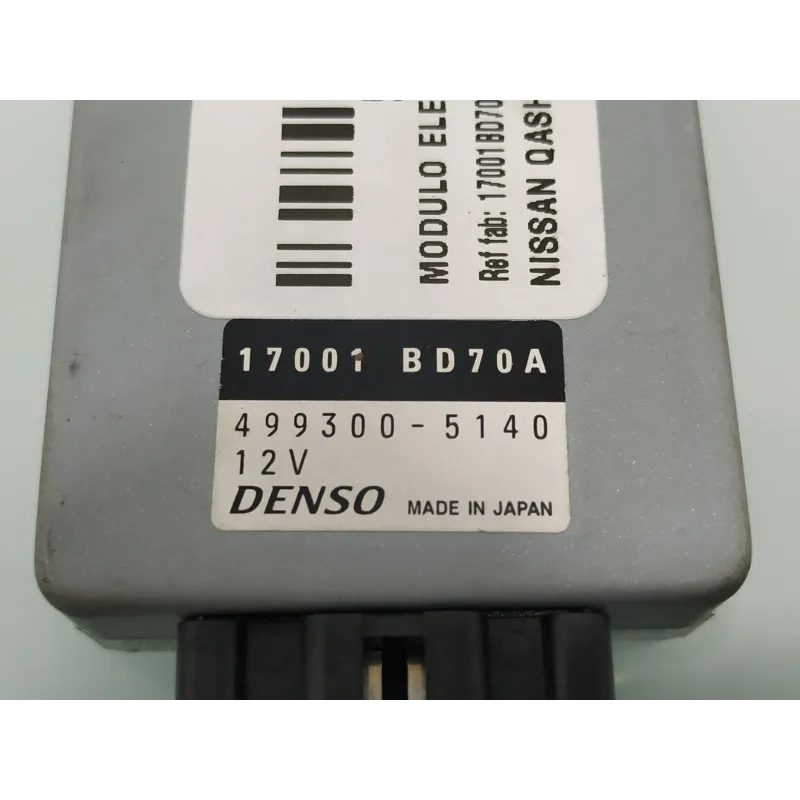 MODULO ELE
Ref fab: 17001BD70
NISSAN QASH
17001 BD70A
499300-5140
12V
DENSO MADE IN JAPAN